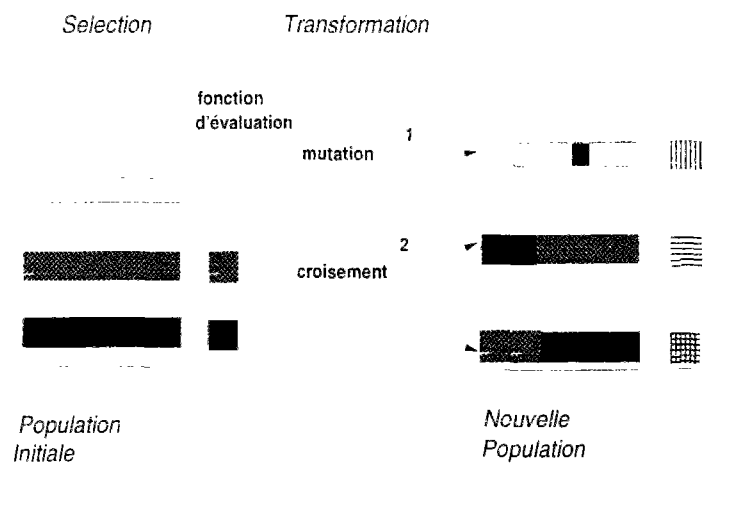 Selection
Transformation
fonction
d'évaluation
1
mutation
2
croisement
Population
Initiale
Nouvelle
Population